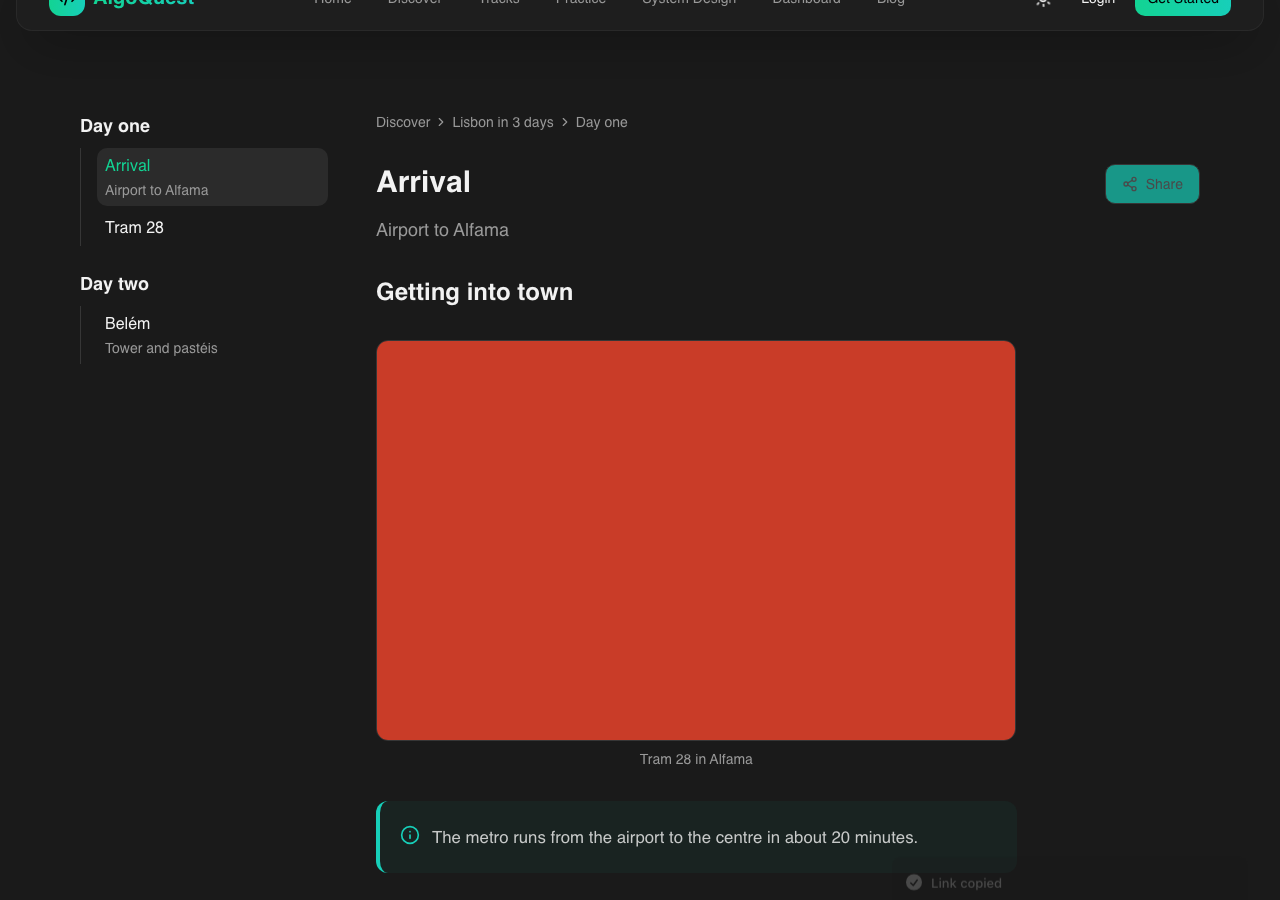 AlgoQuest
Home Discover Tracks Practice System Design Dashboard Blog Login Get Started
Day one
Arrival
Airport to Alfama
Tram 28
Day two
Belém
Tower and pastéis
Discover > Lisbon in 3 days > Day one
Arrival
Share
Airport to Alfama
Getting into town
Tram 28 in Alfama
The metro runs from the airport to the centre in about 20 minutes.
Link copied